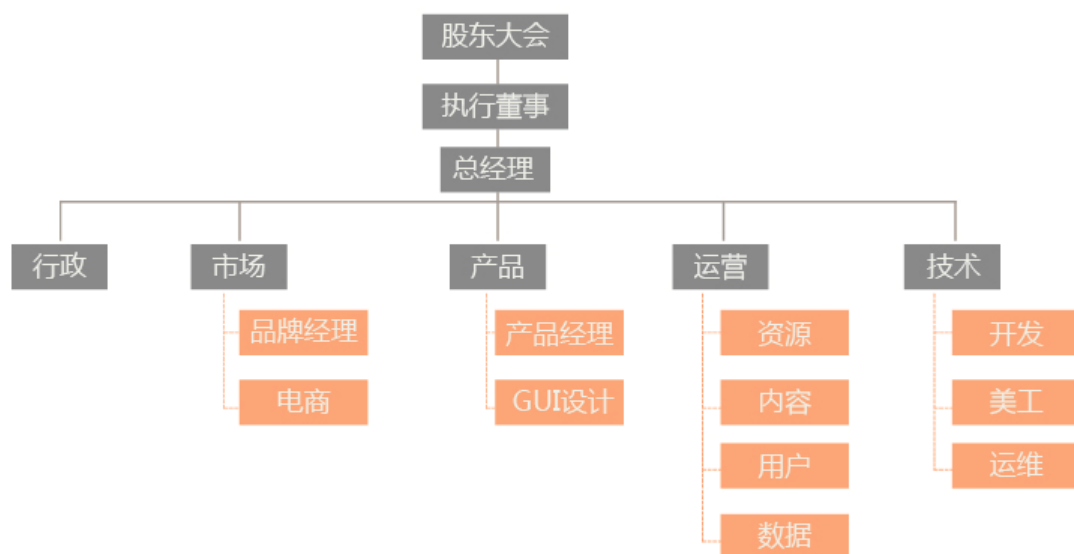 股东大会
执行董事
总经理
行政
市场
产品
运营
技术
品牌经理
产品经理
资源
开发
电商
GUI设计
内容
美工
用户
运维
数据